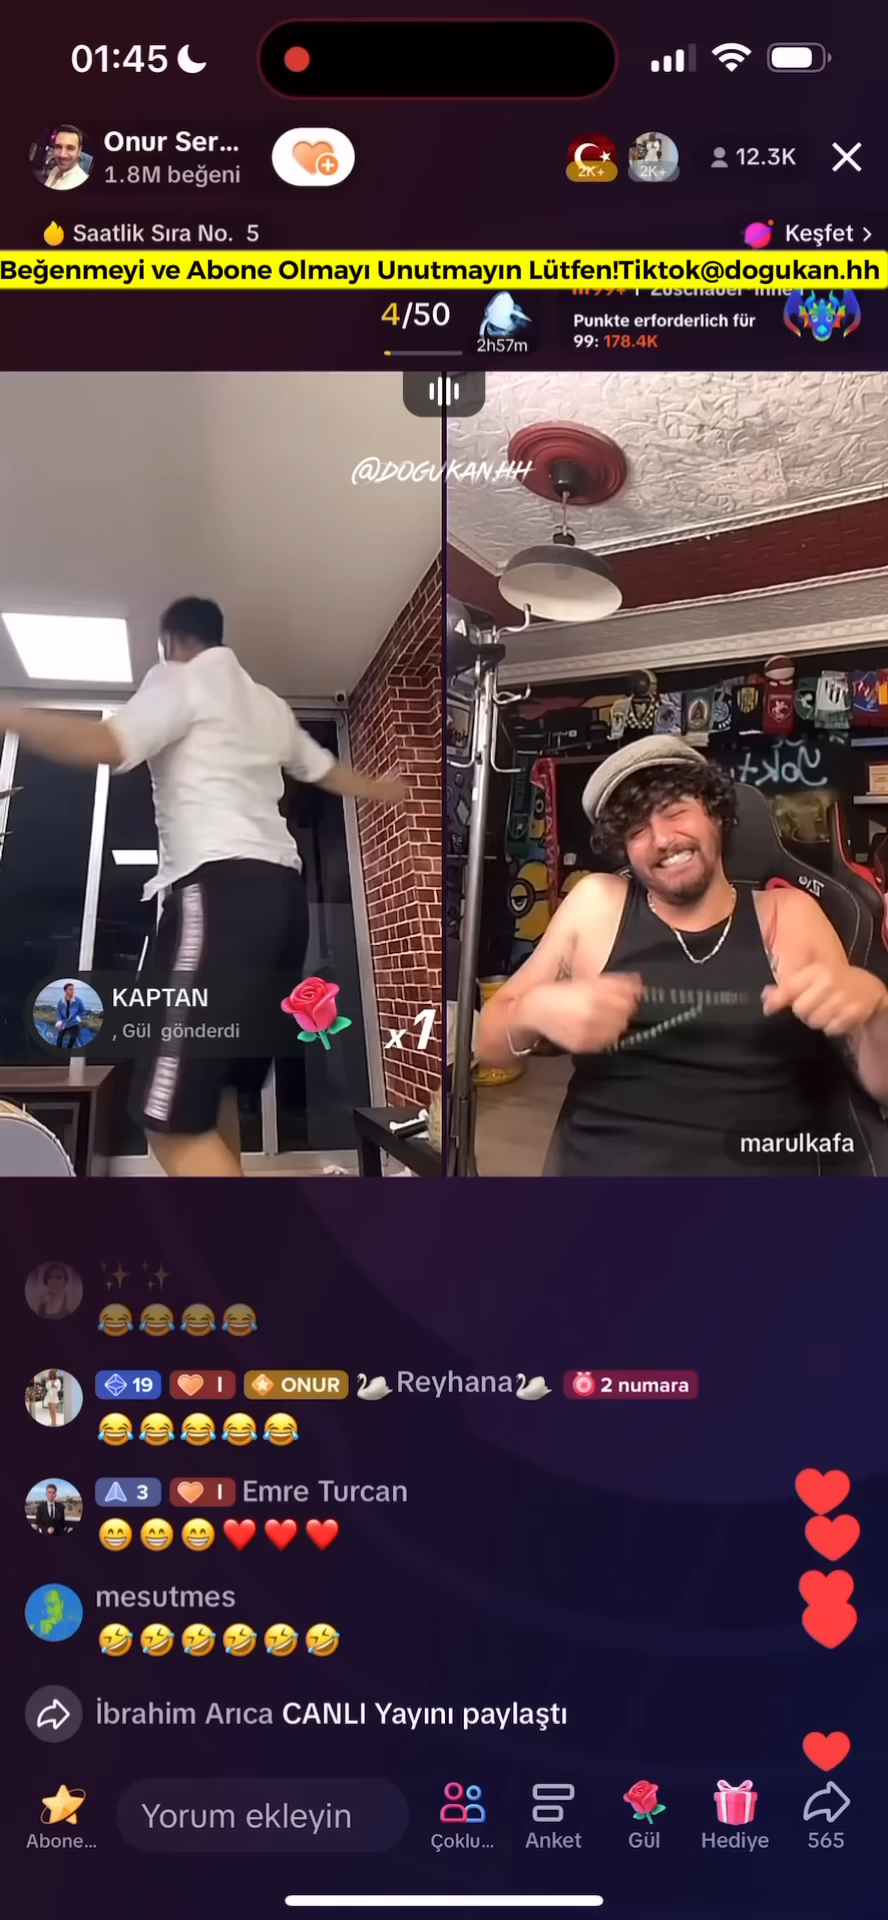 01:45
Onur Ser...
1.8M beğeni
2K+
2K+
12.3K
Saatlik Sıra No. 5
Keşfet >
Beğenmeyi ve Abone Olmayı Unutmayın Lütfen!Tiktok@dogukan.hh
4/50
2h57m
Punkte erforderlich für
99: 178.4K
@DOGUKAN.HH
KAPTAN
, Gül gönderdi
x1
marulkafa
19 I ONUR Reyhana 2 numara
3 I Emre Turcan
mesutmes
İbrahim Arıca CANLI Yayını paylaştı
Abone...
Yorum ekleyin
Çoklu...
Anket
Gül
Hediye
565